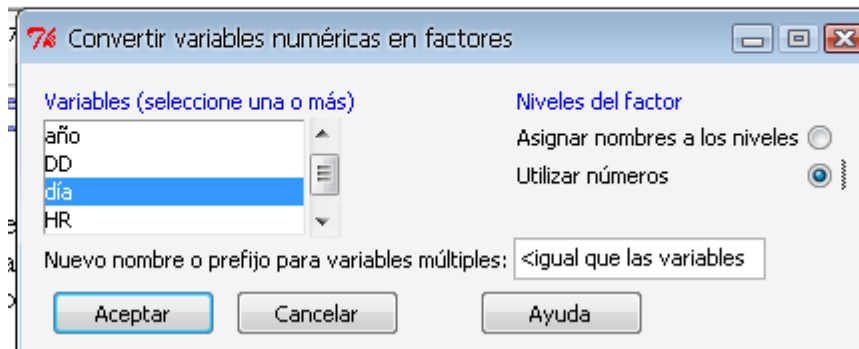 Convertir variables numéricas en factores
Variables (seleccione una o más)
Niveles del factor
año
DD
día
HR
Asignar nombres a los niveles
Utilizar números
Nuevo nombre o prefijo para variables múltiples: <igual que las variables
Aceptar
Cancelar
Ayuda